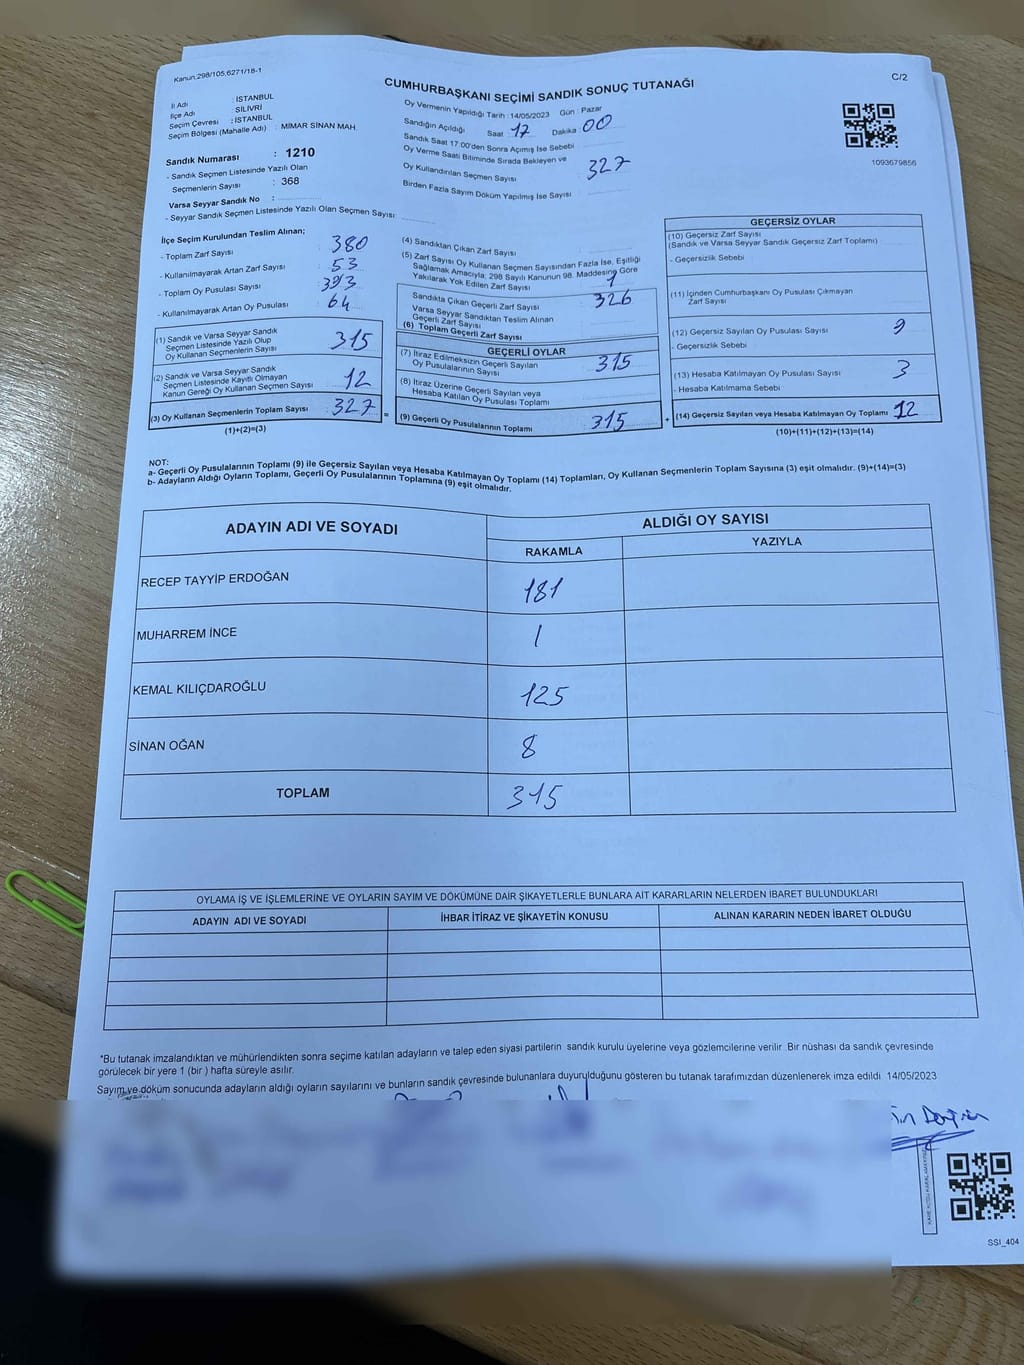 Kanun,298/105,6271/18-1
C/2
CUMHURBAŞKANI SEÇİMİ SANDIK SONUÇ TUTANAĞI
İl Adı : İSTANBUL
İlçe Adı : SİLİVRİ
Seçim Çevresi : İSTANBUL
Seçim Bölgesi (Mahalle Adı) : MİMAR SİNAN MAH.
Sandık Numarası : 1210
- Sandık Seçmen Listesinde Yazılı Olan
Seçmenlerin Sayısı : 368
Varsa Seyyar Sandık No :
- Seyyar Sandık Seçmen Listesinde Yazılı Olan Seçmen Sayısı:
Oy Vermenin Yapıldığı Tarih : 14/05/2023 Gün : Pazar
Sandığın Açıldığı Saat 17 Dakika 00
Sandık Saat 17:00'den Sonra Açımış Ise Sebebi :
Oy Verme Saati Bitiminde Sırada Bekleyen ve
Oy Kullandırılan Seçmen Sayısı : 327
Birden Fazla Sayım Döküm Yapılmış Ise Sayısı :
1093679856
İlçe Seçim Kurulundan Teslim Alınan;
- Toplam Zarf Sayısı : 380
- Kullanılmayarak Artan Zarf Sayısı : 53
- Toplam Oy Pusulası Sayısı : 393
- Kullanılmayarak Artan Oy Pusulası : 64
(1) Sandık ve Varsa Seyyar Sandık
Seçmen Listesinde Yazılı Olup
Oy Kullanan Seçmenlerin Sayısı : 315
(2) Sandık ve Varsa Seyyar Sandık
Seçmen Listesinde Kayıtlı Olmayan
Kanun Gereği Oy Kullanan Seçmen Sayısı : 12
(3) Oy Kullanan Seçmenlerin Toplam Sayısı : 327 =
(1)+(2)=(3)
(4) Sandıktan Çıkan Zarf Sayısı :
(5) Zarf Sayısı Oy Kullanan Seçmen Sayısından Fazla İse, Eşitliği
Sağlamak Amacıyla; 298 Sayılı Kanunun 98. Maddesine Göre
Yakılarak Yok Edilen Zarf Sayısı : 1
Sandıkta Çıkan Geçerli Zarf Sayısı : 326
Varsa Seyyar Sandıktan Teslim Alınan
Geçerli Zarf Sayısı :
(6) Toplam Geçerli Zarf Sayısı
GEÇERLİ OYLAR
(7) İtiraz Edilmeksizin Geçerli Sayılan
Oy Pusulalarının Sayısı : 315
(8) İtiraz Üzerine Geçerli Sayılan veya
Hesaba Katılan Oy Pusulaları Toplamı :
(9) Geçerli Oy Pusulalarının Toplamı : 315 +
GEÇERSİZ OYLAR
(10) Geçersiz Zarf Sayısı
(Sandık ve Varsa Seyyar Sandık Geçersiz Zarf Toplamı) :
- Geçersizlik Sebebi :
(11) İçinden Cumhurbaşkanı Oy Pusulası Çıkmayan
Zarf Sayısı :
(12) Geçersiz Sayılan Oy Pusulası Sayısı : 9
- Geçersizlik Sebebi :
(13) Hesaba Katılmayan Oy Pusulası Sayısı : 3
- Hesaba Katılmama Sebebi :
(14) Geçersiz Sayılan veya Hesaba Katılmayan Oy Toplamı : 12
(10)+(11)+(12)+(13)=(14)
NOT:
a- Geçerli Oy Pusulalarının Toplamı (9) ile Geçersiz Sayılan veya Hesaba Katılmayan Oy Toplamı (14) Toplamları, Oy Kullanan Seçmenlerin Toplam Sayısına (3) eşit olmalıdır. (9)+(14)=(3)
b- Adayların Aldığı Oyların Toplamı, Geçerli Oy Pusulalarının Toplamına (9) eşit olmalıdır.
ADAYIN ADI VE SOYADI ALDIĞI OY SAYISI
RAKAMLA YAZIYLA
RECEP TAYYİP ERDOĞAN 181
MUHARREM İNCE 1
KEMAL KILIÇDAROĞLU 125
SİNAN OĞAN 8
TOPLAM 315
OYLAMA İŞ VE İŞLEMLERİNE VE OYLARIN SAYIM VE DÖKÜMÜNE DAİR ŞİKAYETLERLE BUNLARA AİT KARARLARIN NELERDEN İBARET BULUNDUKLARI
ADAYIN ADI VE SOYADI İHBAR İTİRAZ VE ŞİKAYETİN KONUSU ALINAN KARARIN NEDEN İBARET OLDUĞU
*Bu tutanak imzalandıktan ve mühürlendikten sonra seçime katılan adayların ve talep eden siyasi partilerin sandık kurulu üyelerine veya gözlemcilerine verilir. Bir nüshası da sandık çevresinde
görülecek bir yere 1 (bir ) hafta süreyle asılır.
Sayım ve döküm sonucunda adayların aldığı oyların sayılarını ve bunların sandık çevresinde bulunanlara duyurulduğunu gösteren bu tutanak tarafımızdan düzenlenerek imza edildi. 14/05/2023
SSI_404